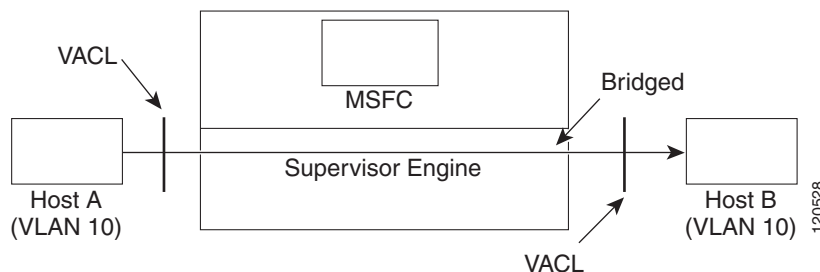 VACL
MSFC
Bridged
Supervisor Engine
Host A
(VLAN 10)
Host B
(VLAN 10)
VACL
120528